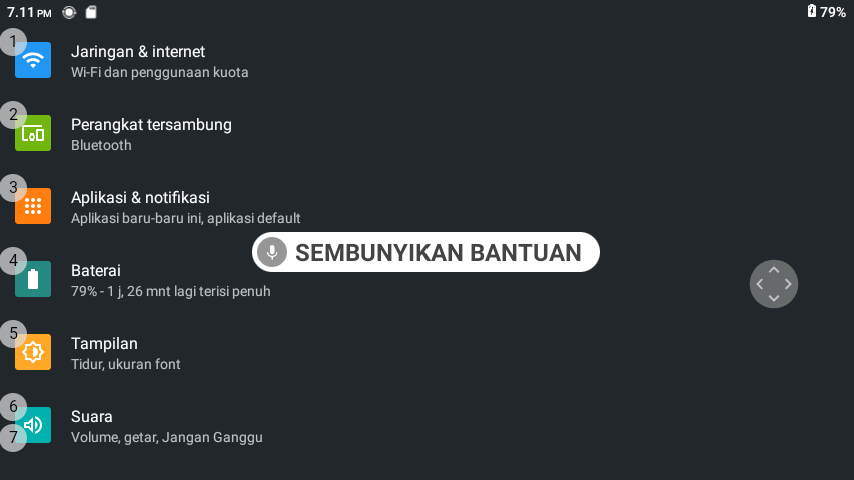 7.11 PM
79%
1
Jaringan & internet
Wi-Fi dan penggunaan kuota
2
Perangkat tersambung
Bluetooth
3
Aplikasi & notifikasi
Aplikasi baru-baru ini, aplikasi default
SEMBUNYIKAN BANTUAN
4
Baterai
79% - 1 j, 26 mnt lagi terisi penuh
5
Tampilan
Tidur, ukuran font
6
Suara
7
Volume, getar, Jangan Ganggu